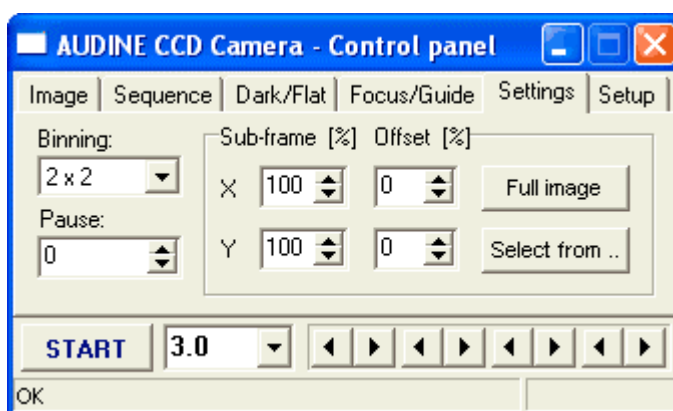 AUDINE CCD Camera - Control panel
Image Sequence Dark/Flat Focus/Guide Settings Setup
Binning: Sub-frame [%] Offset [%]
2 x 2 X 100 0 Full image
Pause:
0 Y 100 0 Select from ..
START 3.0
OK